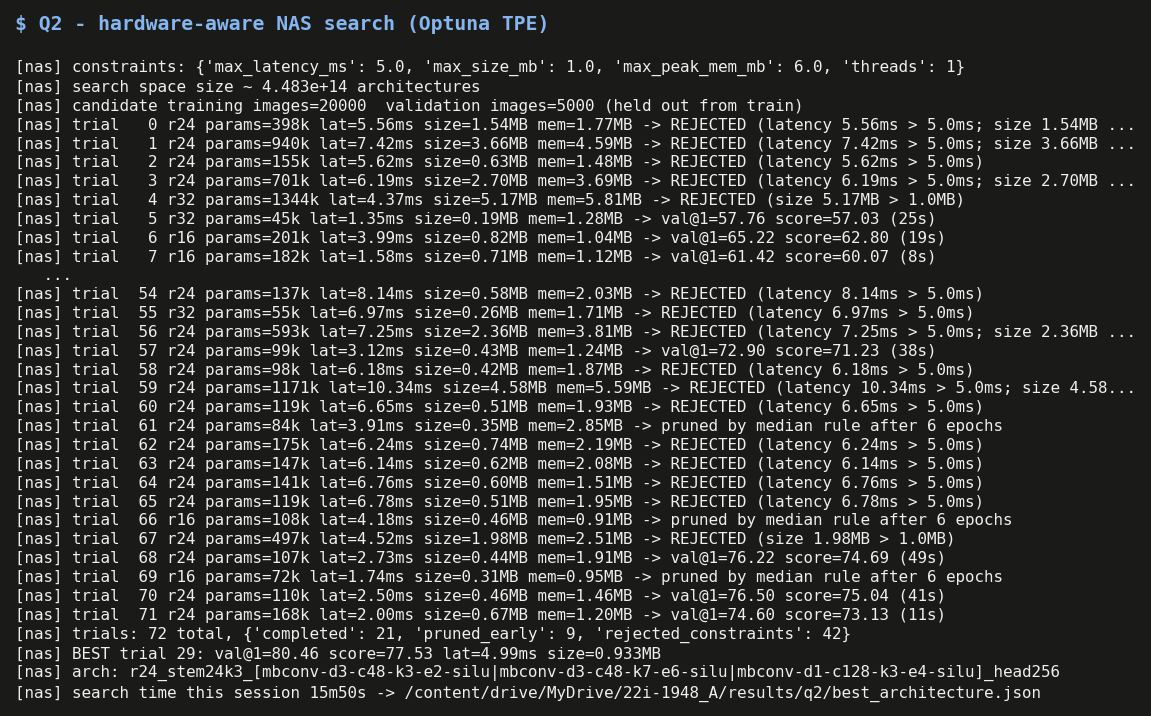 $ Q2 - hardware-aware NAS search (Optuna TPE)
[nas] constraints: {'max_latency_ms': 5.0, 'max_size_mb': 1.0, 'max_peak_mem_mb': 6.0, 'threads': 1}
[nas] search space size ~ 4.483e+14 architectures
[nas] candidate training images=20000  validation images=5000 (held out from train)
[nas] trial   0 r24 params=398k lat=5.56ms size=1.54MB mem=1.77MB -> REJECTED (latency 5.56ms > 5.0ms; size 1.54MB ...
[nas] trial   1 r24 params=940k lat=7.42ms size=3.66MB mem=4.59MB -> REJECTED (latency 7.42ms > 5.0ms; size 3.66MB ...
[nas] trial   2 r24 params=155k lat=5.62ms size=0.63MB mem=1.48MB -> REJECTED (latency 5.62ms > 5.0ms)
[nas] trial   3 r24 params=701k lat=6.19ms size=2.70MB mem=3.69MB -> REJECTED (latency 6.19ms > 5.0ms; size 2.70MB ...
[nas] trial   4 r32 params=1344k lat=4.37ms size=5.17MB mem=5.81MB -> REJECTED (size 5.17MB > 1.0MB)
[nas] trial   5 r32 params=45k lat=1.35ms size=0.19MB mem=1.28MB -> val@1=57.76 score=57.03 (25s)
[nas] trial   6 r16 params=201k lat=3.99ms size=0.82MB mem=1.04MB -> val@1=65.22 score=62.80 (19s)
[nas] trial   7 r16 params=182k lat=1.58ms size=0.71MB mem=1.12MB -> val@1=61.42 score=60.07 (8s)
...
[nas] trial  54 r24 params=137k lat=8.14ms size=0.58MB mem=2.03MB -> REJECTED (latency 8.14ms > 5.0ms)
[nas] trial  55 r32 params=55k lat=6.97ms size=0.26MB mem=1.71MB -> REJECTED (latency 6.97ms > 5.0ms)
[nas] trial  56 r24 params=593k lat=7.25ms size=2.36MB mem=3.81MB -> REJECTED (latency 7.25ms > 5.0ms; size 2.36MB ...
[nas] trial  57 r24 params=99k lat=3.12ms size=0.43MB mem=1.24MB -> val@1=72.90 score=71.23 (38s)
[nas] trial  58 r24 params=98k lat=6.18ms size=0.42MB mem=1.87MB -> REJECTED (latency 6.18ms > 5.0ms)
[nas] trial  59 r24 params=1171k lat=10.34ms size=4.58MB mem=5.59MB -> REJECTED (latency 10.34ms > 5.0ms; size 4.58...
[nas] trial  60 r24 params=119k lat=6.65ms size=0.51MB mem=1.93MB -> REJECTED (latency 6.65ms > 5.0ms)
[nas] trial  61 r24 params=84k lat=3.91ms size=0.35MB mem=2.85MB -> pruned by median rule after 6 epochs
[nas] trial  62 r24 params=175k lat=6.24ms size=0.74MB mem=2.19MB -> REJECTED (latency 6.24ms > 5.0ms)
[nas] trial  63 r24 params=147k lat=6.14ms size=0.62MB mem=2.08MB -> REJECTED (latency 6.14ms > 5.0ms)
[nas] trial  64 r24 params=141k lat=6.76ms size=0.60MB mem=1.51MB -> REJECTED (latency 6.76ms > 5.0ms)
[nas] trial  65 r24 params=119k lat=6.78ms size=0.51MB mem=1.95MB -> REJECTED (latency 6.78ms > 5.0ms)
[nas] trial  66 r16 params=108k lat=4.18ms size=0.46MB mem=0.91MB -> pruned by median rule after 6 epochs
[nas] trial  67 r24 params=497k lat=4.52ms size=1.98MB mem=2.51MB -> REJECTED (size 1.98MB > 1.0MB)
[nas] trial  68 r24 params=107k lat=2.73ms size=0.44MB mem=1.91MB -> val@1=76.22 score=74.69 (49s)
[nas] trial  69 r16 params=72k lat=1.74ms size=0.31MB mem=0.95MB -> pruned by median rule after 6 epochs
[nas] trial  70 r24 params=110k lat=2.50ms size=0.46MB mem=1.46MB -> val@1=76.50 score=75.04 (41s)
[nas] trial  71 r24 params=168k lat=2.00ms size=0.67MB mem=1.20MB -> val@1=74.60 score=73.13 (11s)
[nas] trials: 72 total, {'completed': 21, 'pruned_early': 9, 'rejected_constraints': 42}
[nas] BEST trial 29: val@1=80.46 score=77.53 lat=4.99ms size=0.933MB
[nas] arch: r24_stem24k3_[mbconv-d3-c48-k3-e2-silu|mbconv-d3-c48-k7-e6-silu|mbconv-d1-c128-k3-e4-silu]_head256
[nas] search time this session 15m50s -> /content/drive/MyDrive/22i-1948_A/results/q2/best_architecture.json